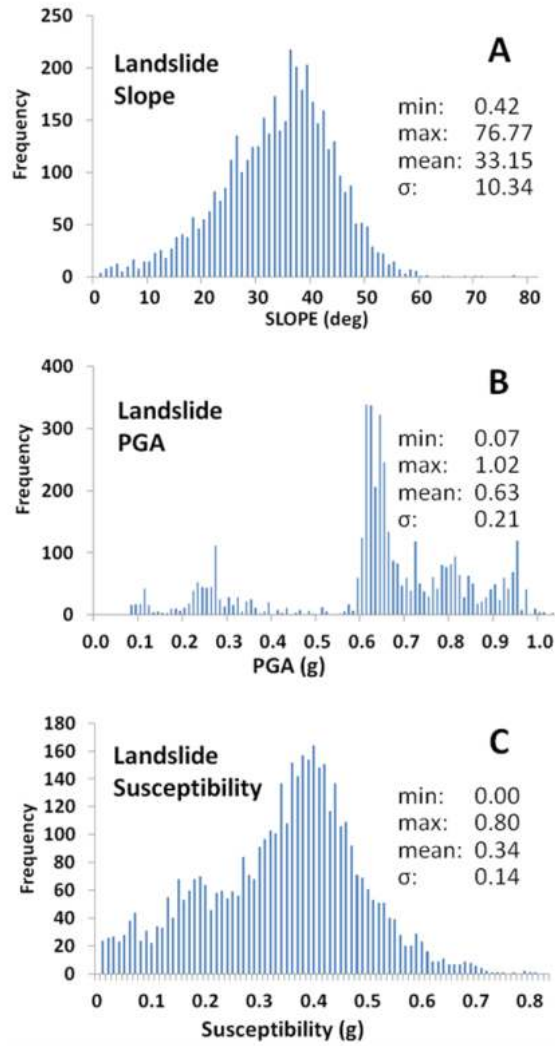 250
200
150
100
50
0
Frequency
Landslide
Slope
A
min: 0.42
max: 76.77
mean: 33.15
σ: 10.34
0 10 20 30 40 50 60 70 80
SLOPE (deg)
400
300
200
100
0
Frequency
Landslide
PGA
B
min: 0.07
max: 1.02
mean: 0.63
σ: 0.21
0.0 0.1 0.2 0.3 0.4 0.5 0.6 0.7 0.8 0.9 1.0
PGA (g)
180
160
140
120
100
80
60
40
20
0
Frequency
Landslide
Susceptibility
C
min: 0.00
max: 0.80
mean: 0.34
σ: 0.14
0 0.1 0.2 0.3 0.4 0.5 0.6 0.7 0.8
Susceptibility (g)